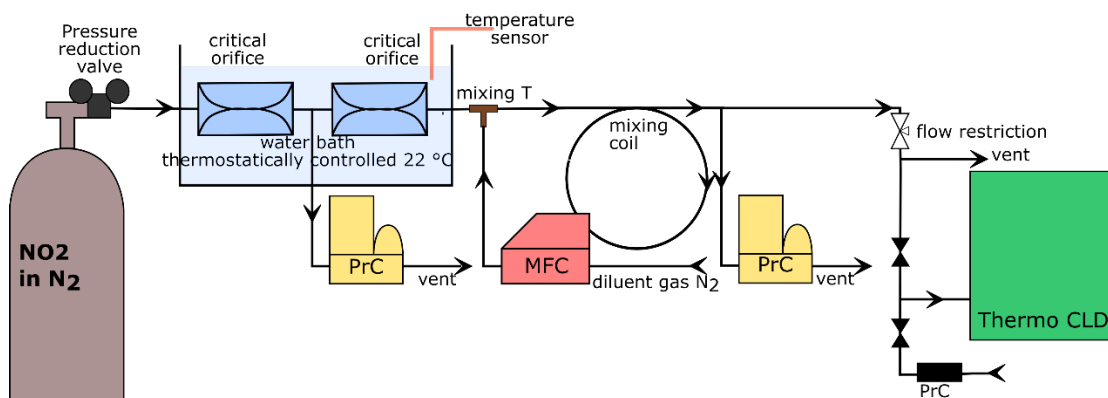 Pressure
reduction
valve
critical
orifice
critical
orifice
temperature
sensor
mixing T
water bath
thermostatically controlled 22 °C
mixing
coil
flow restriction
vent
NO2
in N₂
PrC
vent
MFC
diluent gas N₂
PrC
vent
Thermo CLD
PrC